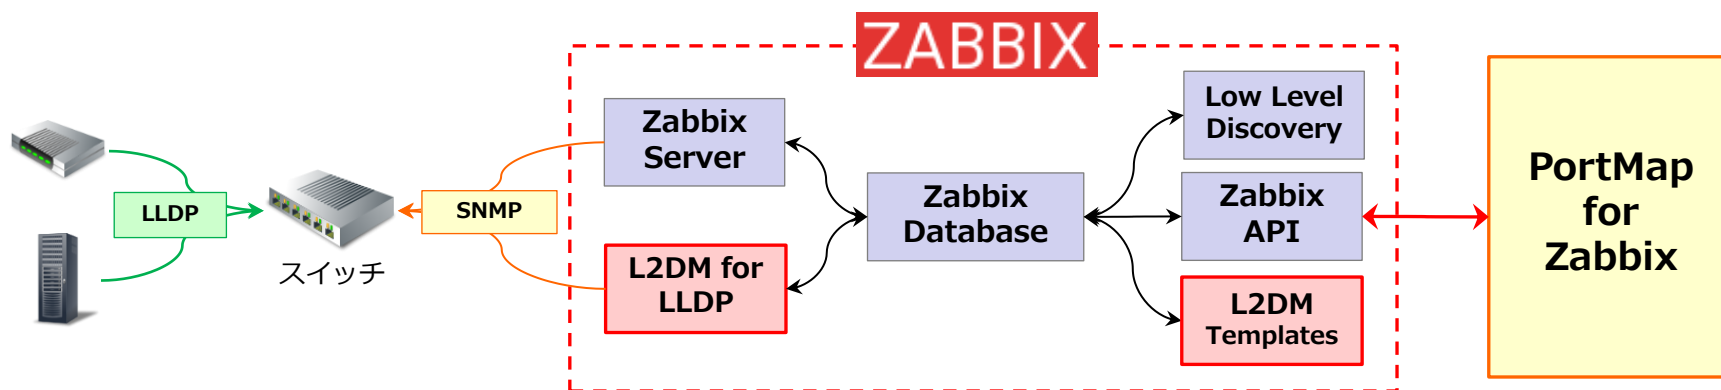 ZABBIX
LLDP
スイッチ
SNMP
Zabbix
Server
L2DM for
LLDP
Zabbix
Database
Low Level
Discovery
Zabbix
API
L2DM
Templates
PortMap
for
Zabbix